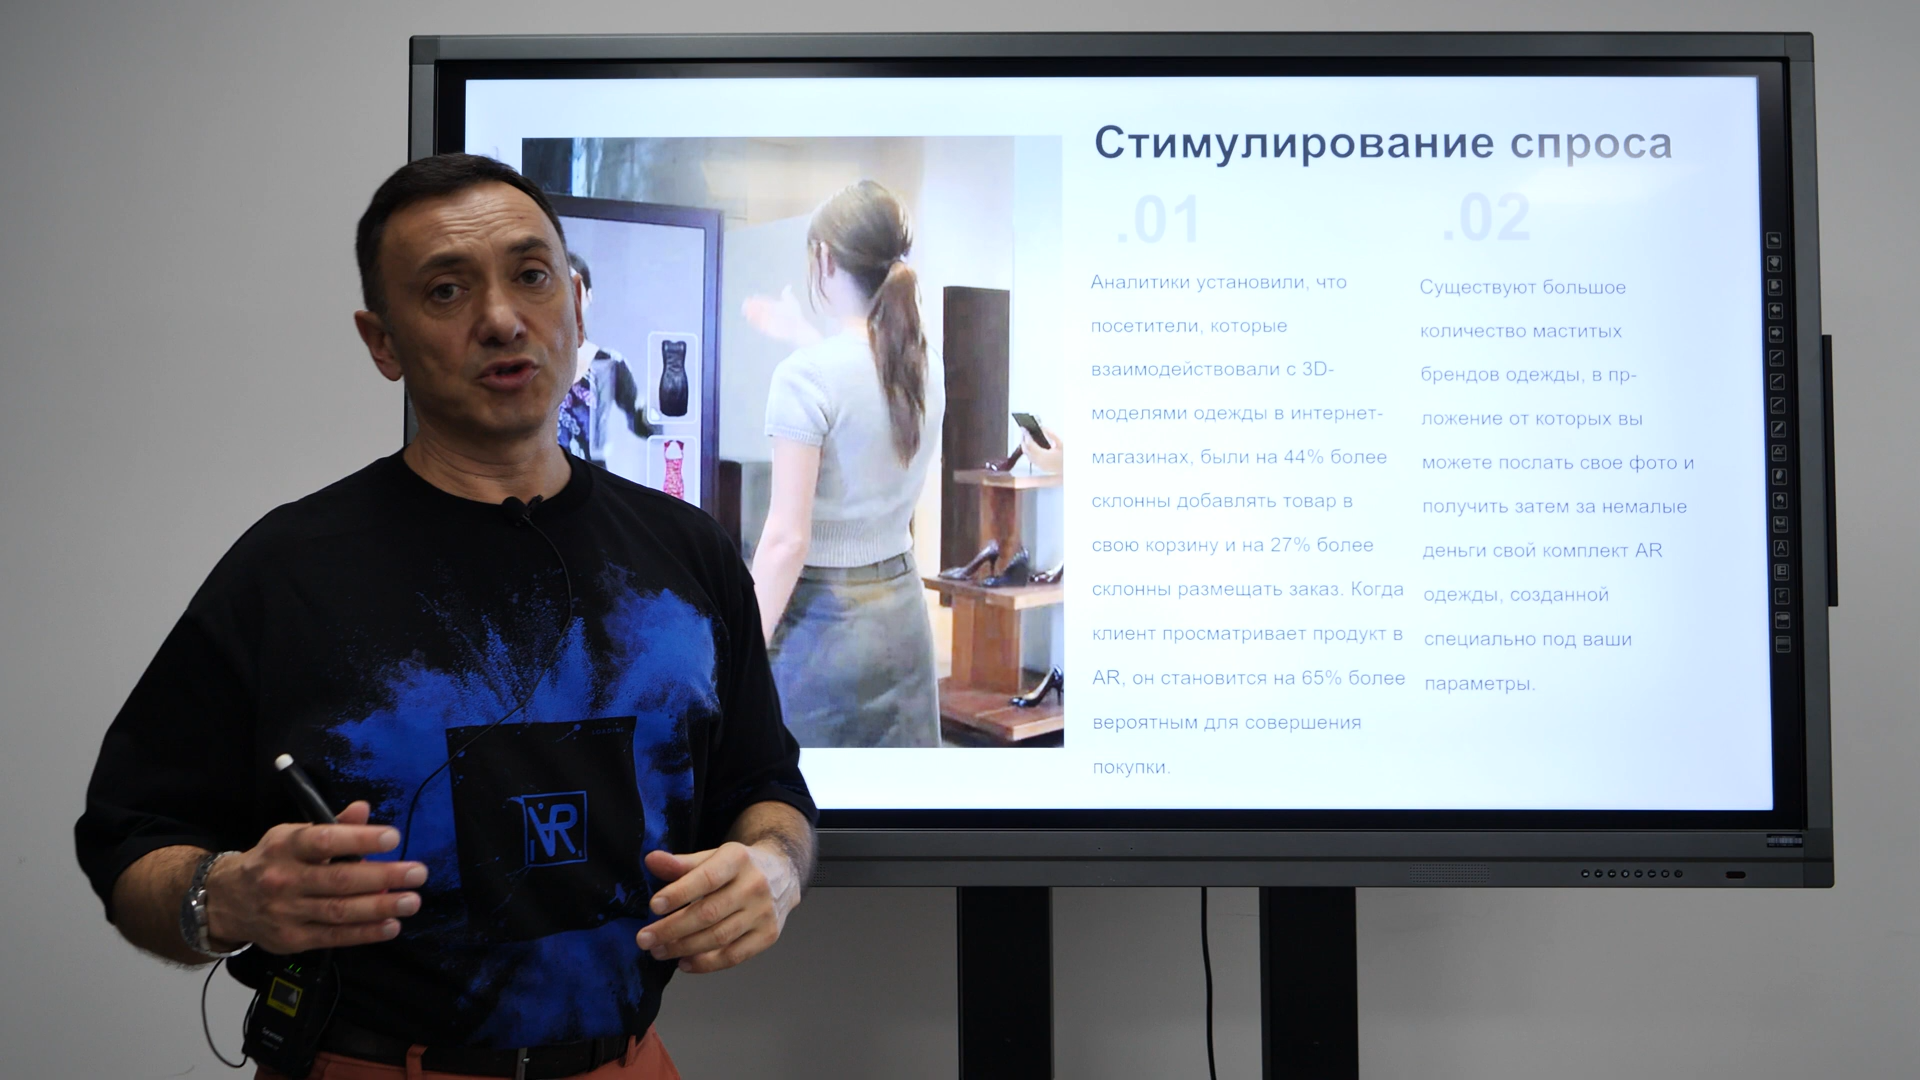 Стимулирование спроса
.01
Аналитики установили, что
посетители, которые
взаимодействовали с 3D-
моделями одежды в интернет-
магазинах, были на 44% более
склонны добавлять товар в
свою корзину и на 27% более
склонны размещать заказ. Когда
клиент просматривает продукт в
AR, он становится на 65% более
вероятным для совершения
покупки.
.02
Существуют большое
количество маститых
брендов одежды, в пр-
ложение от которых вы
можете послать свое фото и
получить затем за немалые
деньги свой комплект AR
одежды, созданной
специально под ваши
параметры.